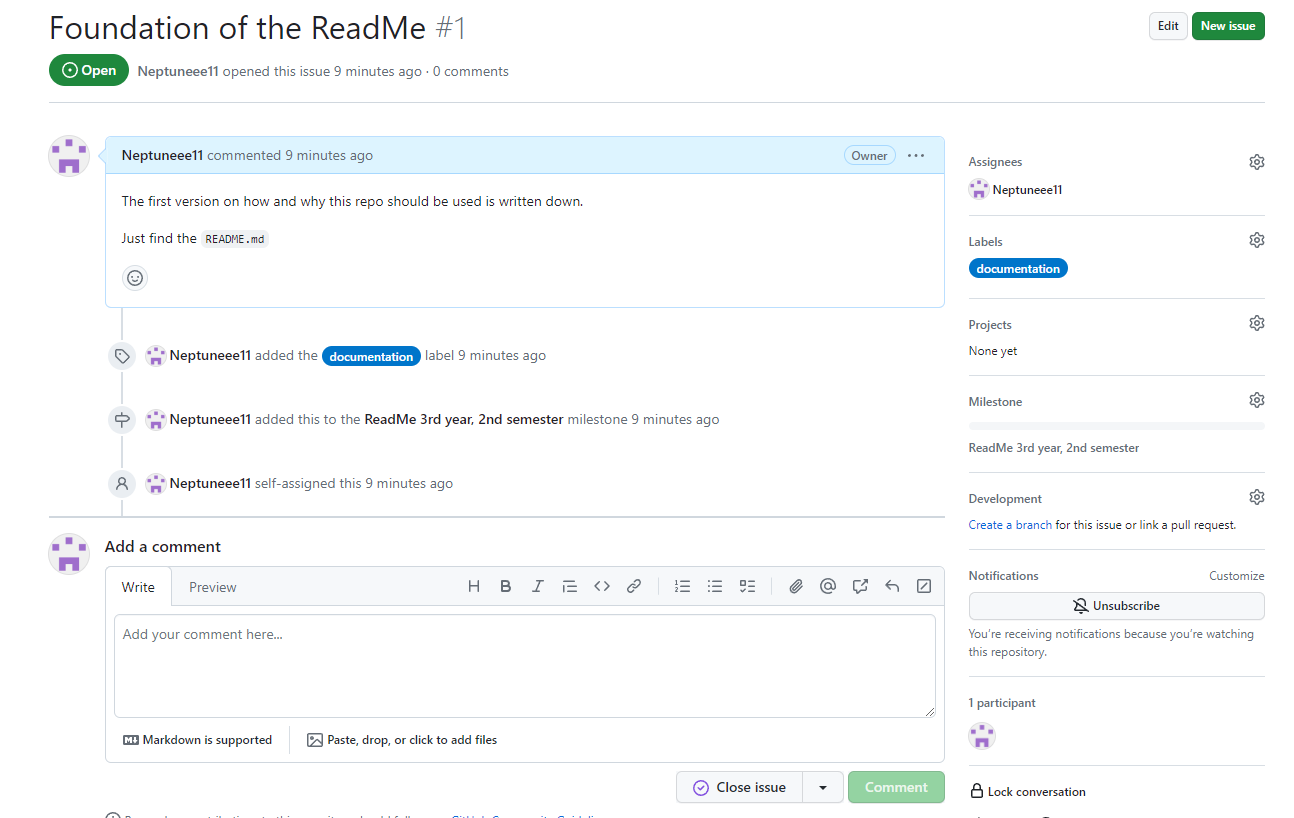 Foundation of the ReadMe #1
Edit
New issue
Open
Neptuneee11 opened this issue 9 minutes ago · 0 comments
Neptuneee11 commented 9 minutes ago
Owner
The first version on how and why this repo should be used is written down.
Just find the README.md
Neptuneee11 added the documentation label 9 minutes ago
Neptuneee11 added this to the ReadMe 3rd year, 2nd semester milestone 9 minutes ago
Neptuneee11 self-assigned this 9 minutes ago
Add a comment
Write
Preview
Add your comment here...
Markdown is supported
Paste, drop, or click to add files
Close issue
Comment
Assignees
Neptuneee11
Labels
documentation
Projects
None yet
Milestone
ReadMe 3rd year, 2nd semester
Development
Create a branch for this issue or link a pull request.
Notifications
Customize
Unsubscribe
You're receiving notifications because you're watching
this repository.
1 participant
Lock conversation